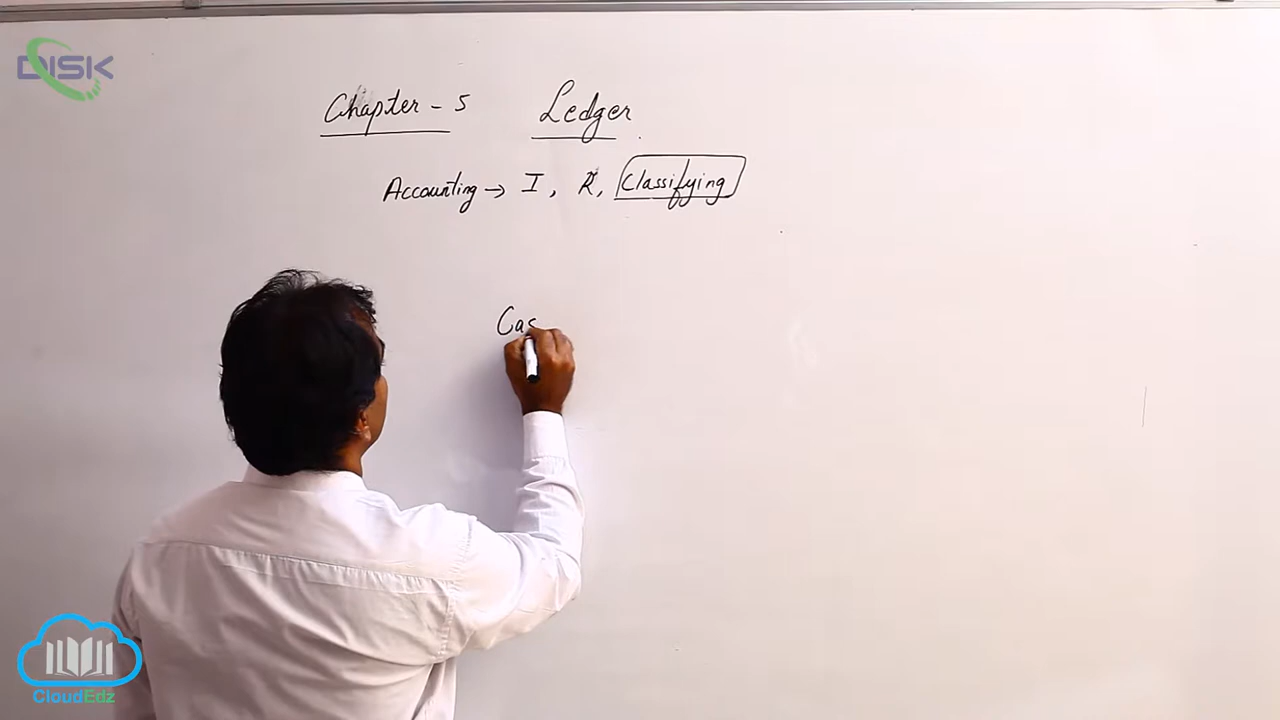 DISK
Chapter - 5 Ledger
Accounting → I, R, Classifying
Cas
CloudEdz